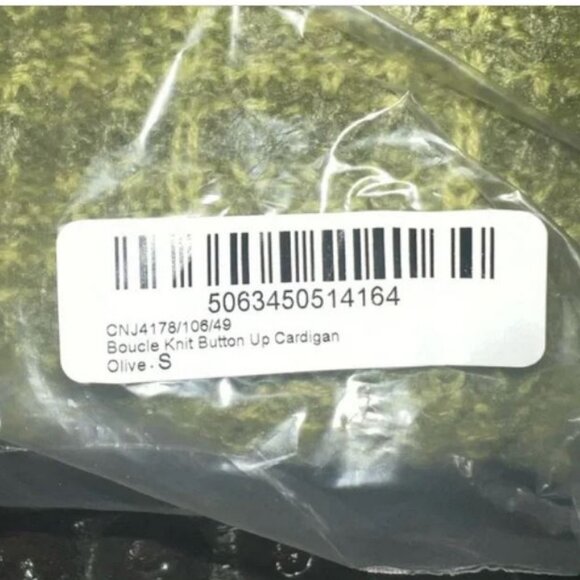 5063450514164
CNJ4178/106/49
Boucle Knit Button Up Cardigan
Olive - S